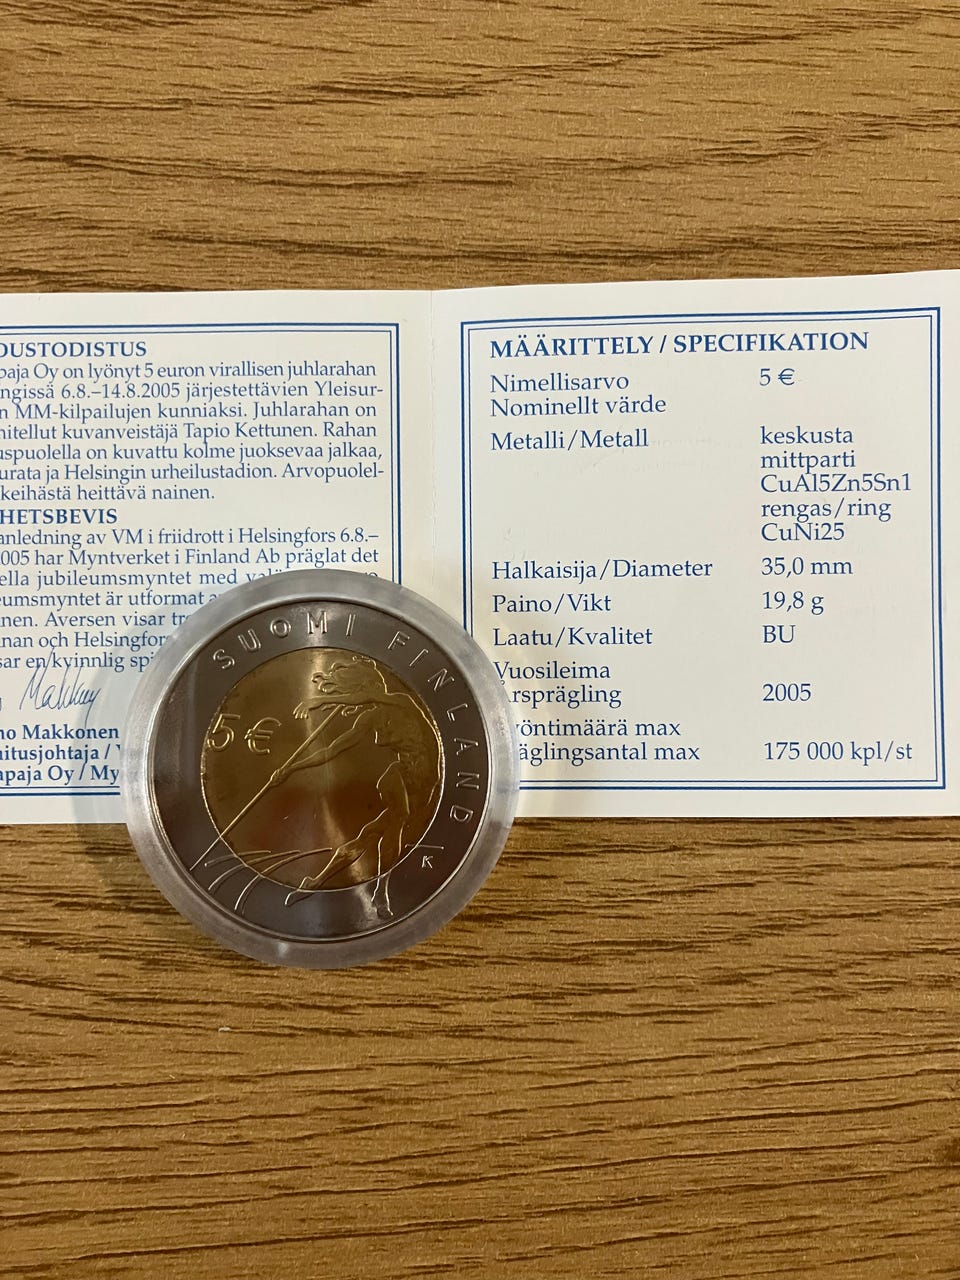 OUSTODISTUS
paja Oy on lyönyt 5 euron virallisen juhlarahan
ngissä 6.8.–14.8.2005 järjestettävien Yleisur-
n MM-kilpailujen kunniaksi. Juhlarahan on
nitellut kuvanveistäjä Tapio Kettunen. Rahan
uspuolella on kuvattu kolme juoksevaa jalkaa,
urata ja Helsingin urheilustadion. Arvopuolel-
keihästä heittävä nainen.
HETSBEVIS
anledning av VM i friidrott i Helsingfors 6.8.–
005 har Myntverket i Finland Ab präglat det
ella jubileumsmyntet med
eumsmyntet är utformat
nen. Aversen visar
nan och Helsingfors
sar en kvinnlig
Makkonen
no Makkonen
itusjohtaja /
apaja Oy / My
MÄÄRITTELY / SPECIFIKATION
Nimellisarvo 5 €
Nominellt värde
Metalli/Metall keskusta
mittparti
CuAl5Zn5Sn1
rengas/ring
CuNi25
Halkaisija/Diameter 35,0 mm
Paino/Vikt 19,8 g
Laatu/Kvalitet BU
Vuosileima
rsprägling 2005
yöntimäärä max
äglingsantal max 175 000 kpl/st
SUOMI FINLAND
5 €
K